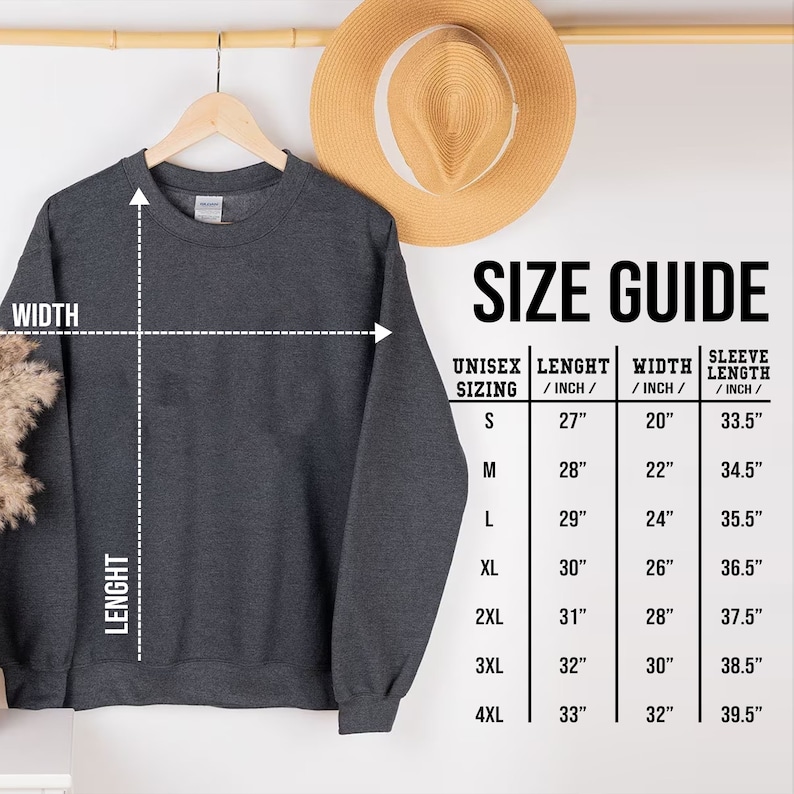 SIZE GUIDE
WIDTH
LENGHT
UNISEX SIZING LENGHT / INCH / WIDTH / INCH / SLEEVE LENGTH / INCH /
S 27” 20” 33.5”
M 28” 22” 34.5”
L 29” 24” 35.5”
XL 30” 26” 36.5”
2XL 31” 28” 37.5”
3XL 32” 30” 38.5”
4XL 33” 32” 39.5”